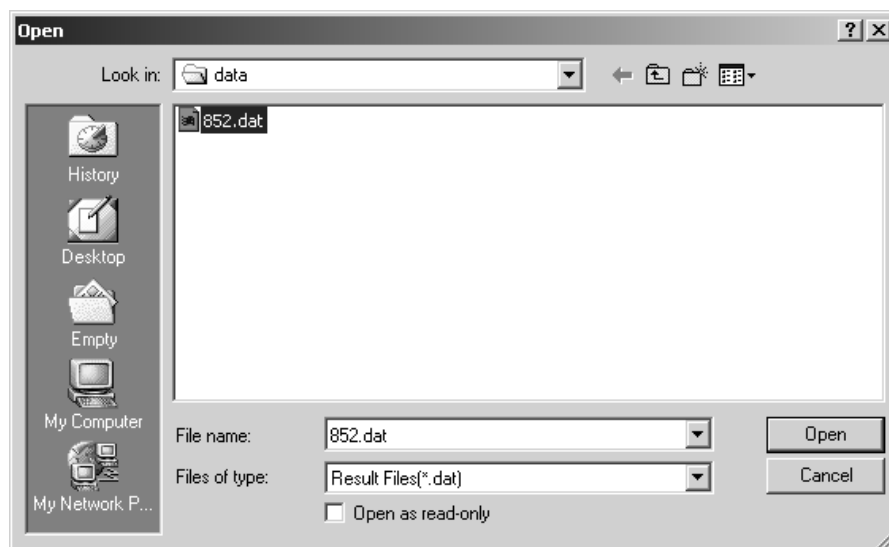 Open
Look in: data
852.dat
History
Desktop
Empty
My Computer
My Network P...
File name: 852.dat Open
Files of type: Result Files(*.dat) Cancel
Open as read-only